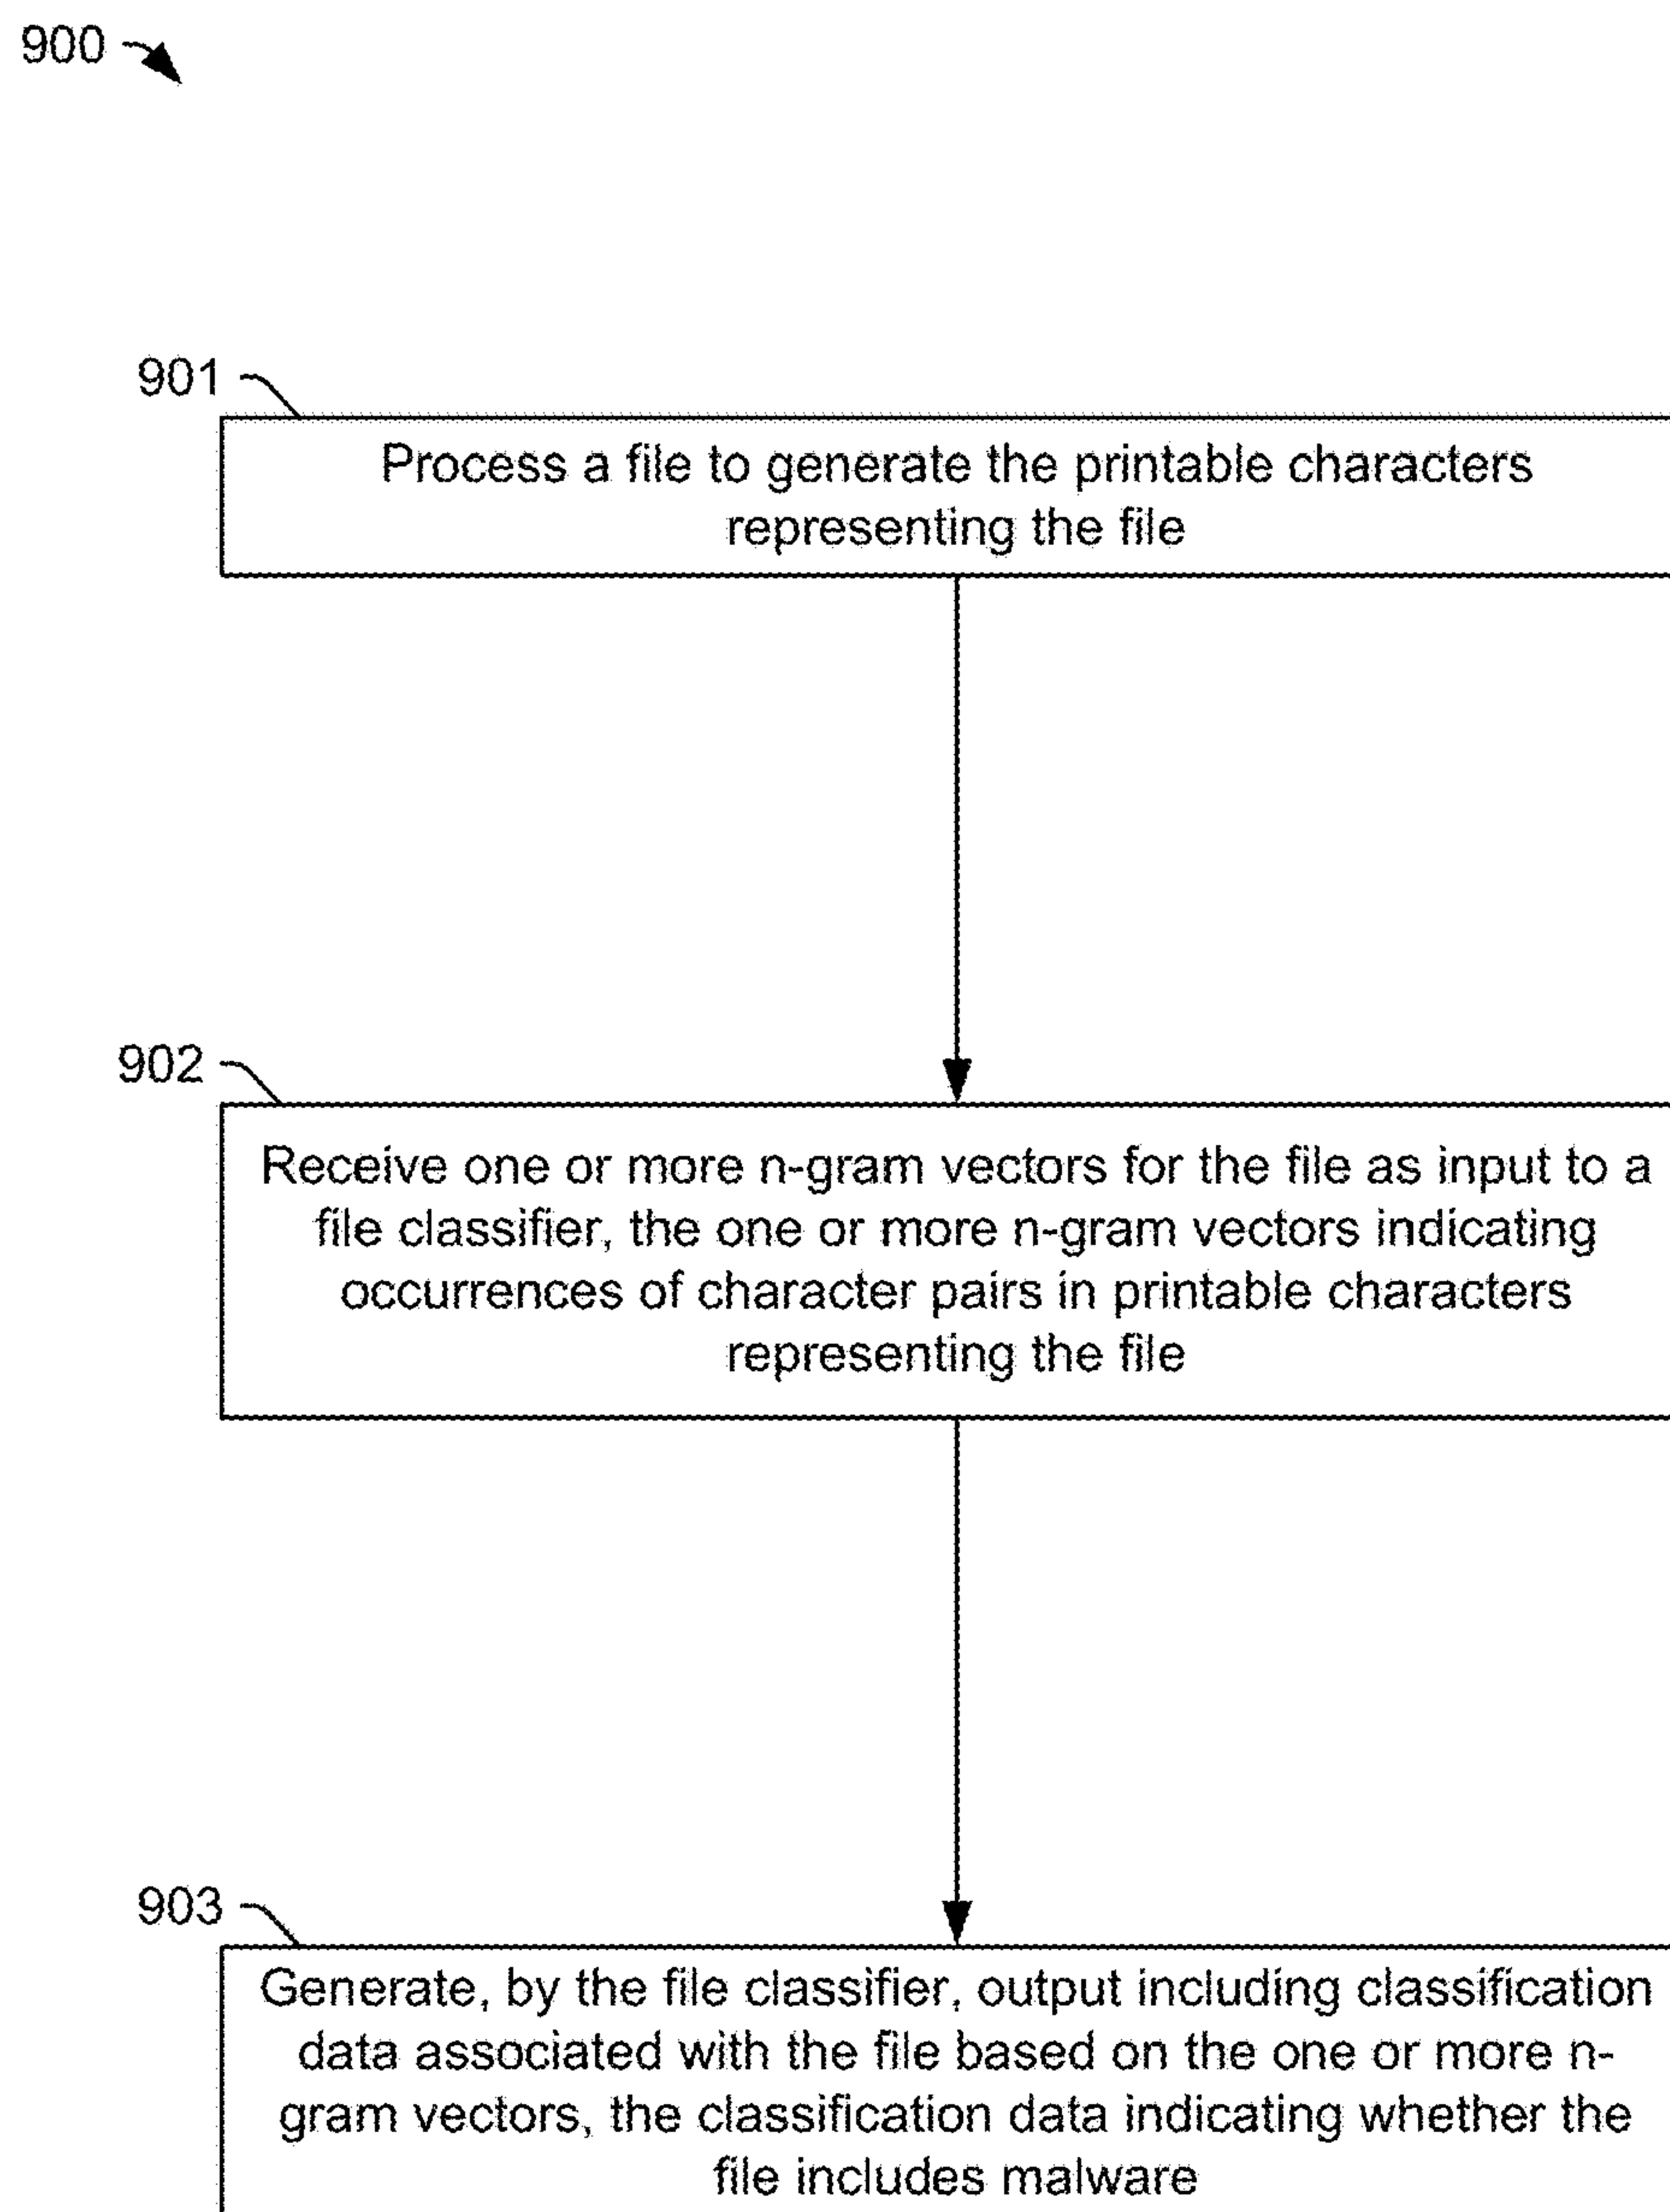 900
901
Process a file to generate the printable characters
representing the file
902
Receive one or more n-gram vectors for the file as input to a
file classifier, the one or more n-gram vectors indicating
occurrences of character pairs in printable characters
representing the file
903
Generate, by the file classifier, output including classification
data associated with the file based on the one or more n-
gram vectors, the classification data indicating whether the
file includes malware